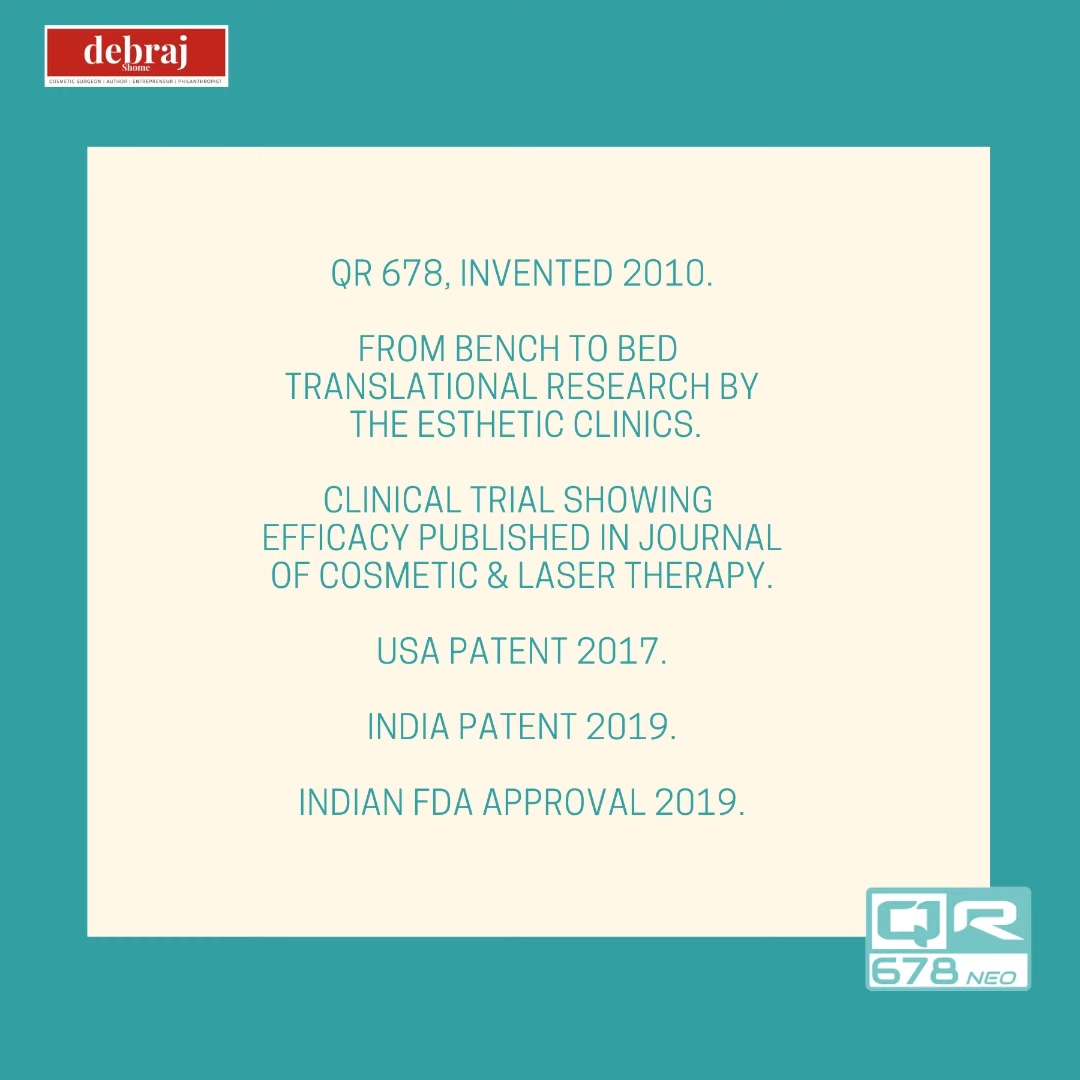 debraj
Shome
COSMETIC SURGEON | AUTHOR | ENTREPRENEUR | PHILANTHROPIST
QR 678, INVENTED 2010.
FROM BENCH TO BED
TRANSLATIONAL RESEARCH BY
THE ESTHETIC CLINICS.
CLINICAL TRIAL SHOWING
EFFICACY PUBLISHED IN JOURNAL
OF COSMETIC & LASER THERAPY.
USA PATENT 2017.
INDIA PATENT 2019.
INDIAN FDA APPROVAL 2019.
QR
678 NEO